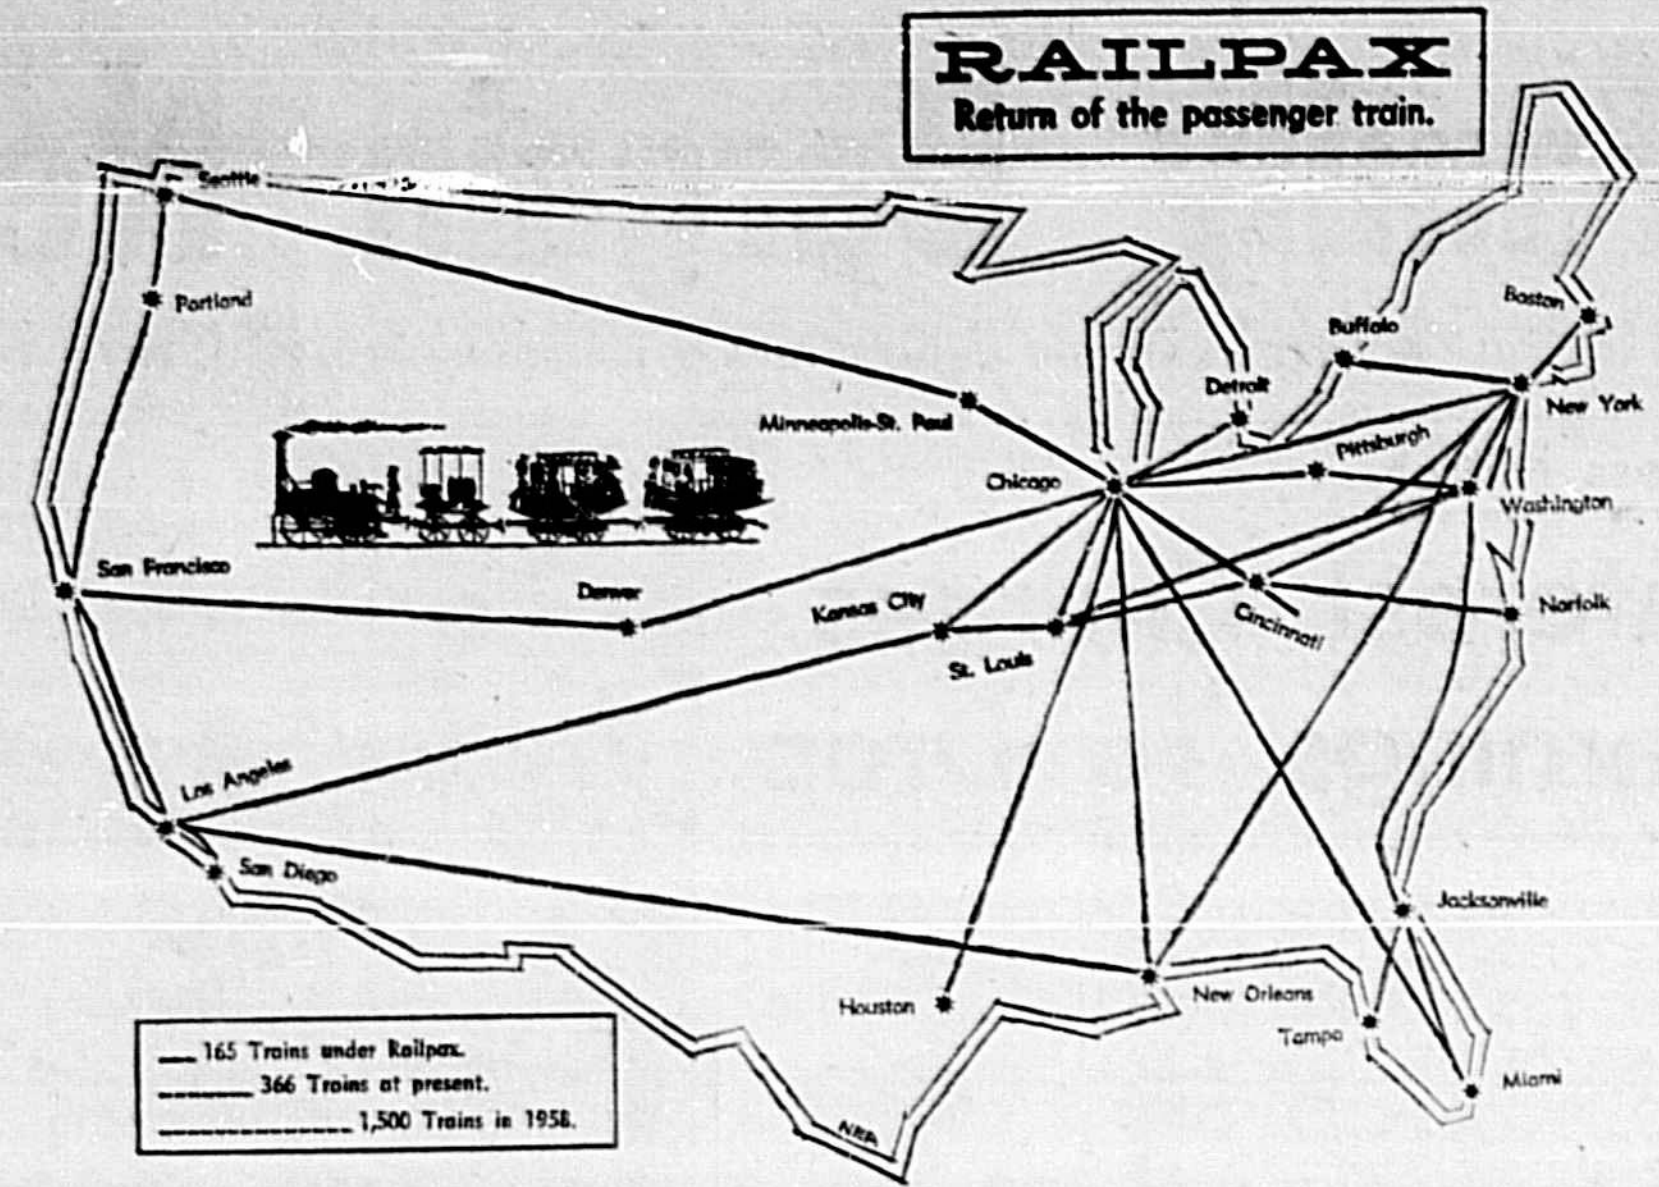 RAILPAX
Return of the passenger train.
Seattle
Portland
Boston
Buffalo
Detroit
New York
Minneapolis-St. Paul
Pittsburgh
Chicago
Washington
San Francisco
Denver
Kansas City
Norfolk
Cincinnati
St. Louis
Los Angeles
San Diego
Jacksonville
Houston
New Orleans
Tampa
Miami
165 Trains under Railpax.
366 Trains at present.
1,500 Trains in 1958.
NEA